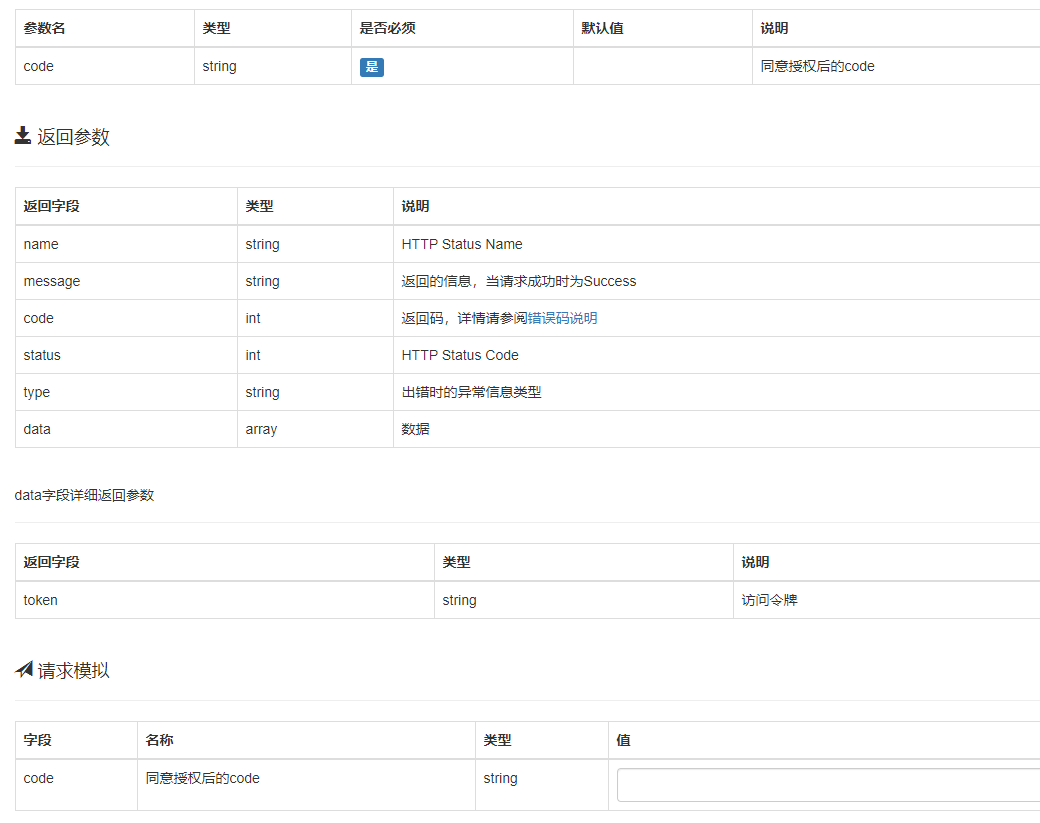 参数名 类型 是否必须 默认值 说明
code string 是 同意授权后的code
返回参数
返回字段 类型 说明
name string HTTP Status Name
message string 返回的信息，当请求成功时为Success
code int 返回码，详情请参阅错误码说明
status int HTTP Status Code
type string 出错时的异常信息类型
data array 数据
data字段详细返回参数
返回字段 类型 说明
token string 访问令牌
请求模拟
字段 名称 类型 值
code 同意授权后的code string